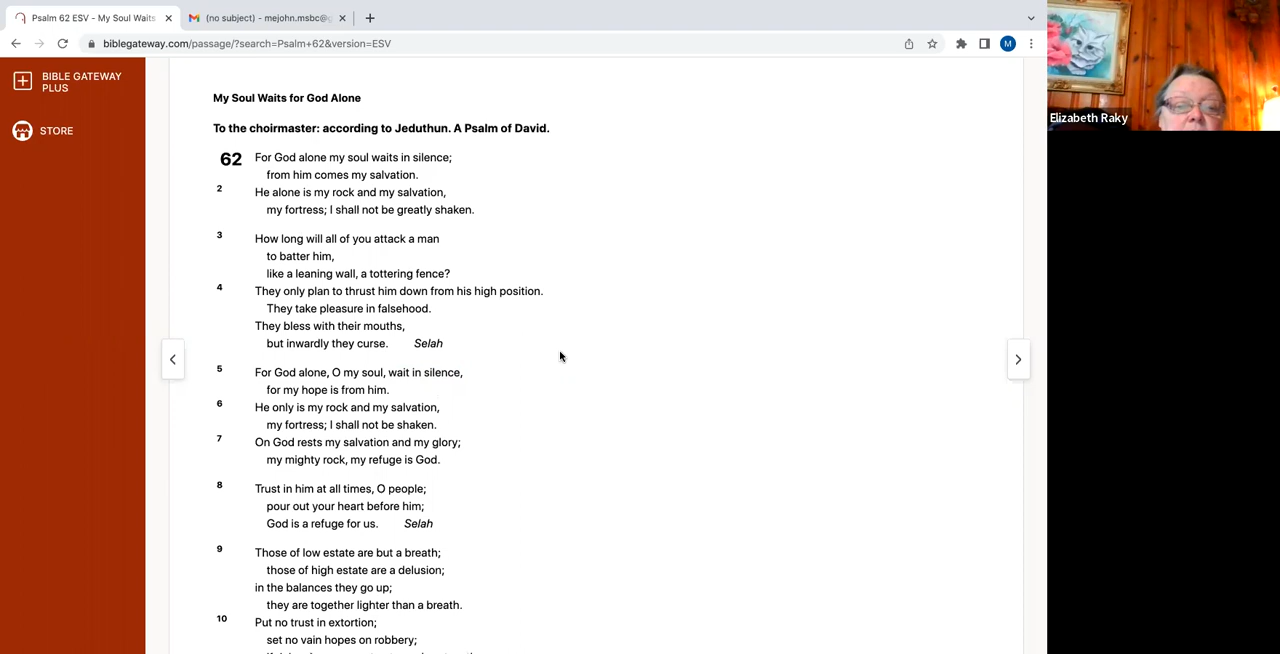 Psalm 62 ESV - My Soul Waits
(no subject) - mejohn.msbc@g
biblegateway.com/passage/?search=Psalm+62&version=ESV
M
BIBLE GATEWAY
PLUS
STORE
Elizabeth Raky
My Soul Waits for God Alone
To the choirmaster: according to Jeduthun. A Psalm of David.
62 For God alone my soul waits in silence;
from him comes my salvation.
2 He alone is my rock and my salvation,
my fortress; I shall not be greatly shaken.
3 How long will all of you attack a man
to batter him,
like a leaning wall, a tottering fence?
4 They only plan to thrust him down from his high position.
They take pleasure in falsehood.
They bless with their mouths,
but inwardly they curse. Selah
5 For God alone, O my soul, wait in silence,
for my hope is from him.
6 He only is my rock and my salvation,
my fortress; I shall not be shaken.
7 On God rests my salvation and my glory;
my mighty rock, my refuge is God.
8 Trust in him at all times, O people;
pour out your heart before him;
God is a refuge for us. Selah
9 Those of low estate are but a breath;
those of high estate are a delusion;
in the balances they go up;
they are together lighter than a breath.
10 Put no trust in extortion;
set no vain hopes on robbery;